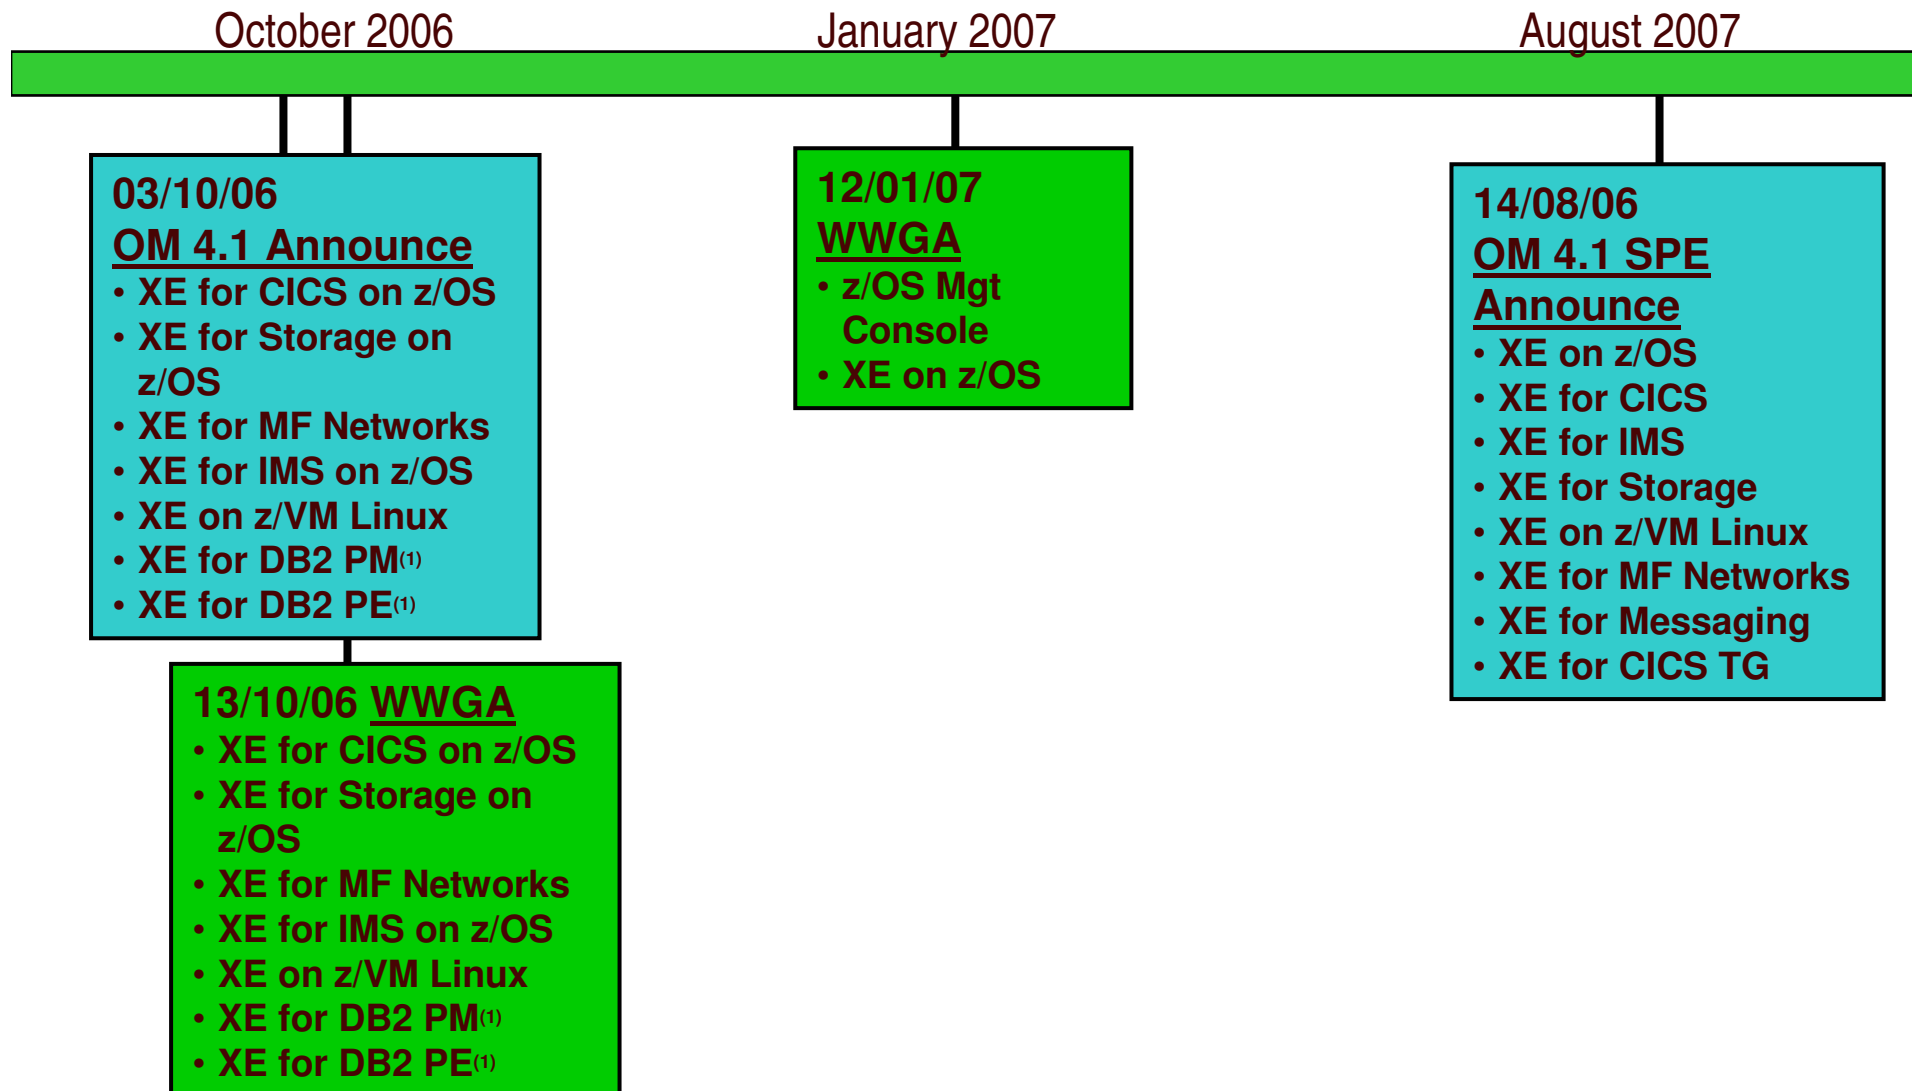 October 2006
January 2007
August 2007
03/10/06
OM 4.1 Announce
• XE for CICS on z/OS
• XE for Storage on
z/OS
• XE for MF Networks
• XE for IMS on z/OS
• XE on z/VM Linux
• XE for DB2 PM(1)
• XE for DB2 PE(1)
13/10/06 WWGA
• XE for CICS on z/OS
• XE for Storage on
z/OS
• XE for MF Networks
• XE for IMS on z/OS
• XE on z/VM Linux
• XE for DB2 PM(1)
• XE for DB2 PE(1)
12/01/07
WWGA
• z/OS Mgt
Console
• XE on z/OS
14/08/06
OM 4.1 SPE
Announce
• XE on z/OS
• XE for CICS
• XE for IMS
• XE for Storage
• XE on z/VM Linux
• XE for MF Networks
• XE for Messaging
• XE for CICS TG